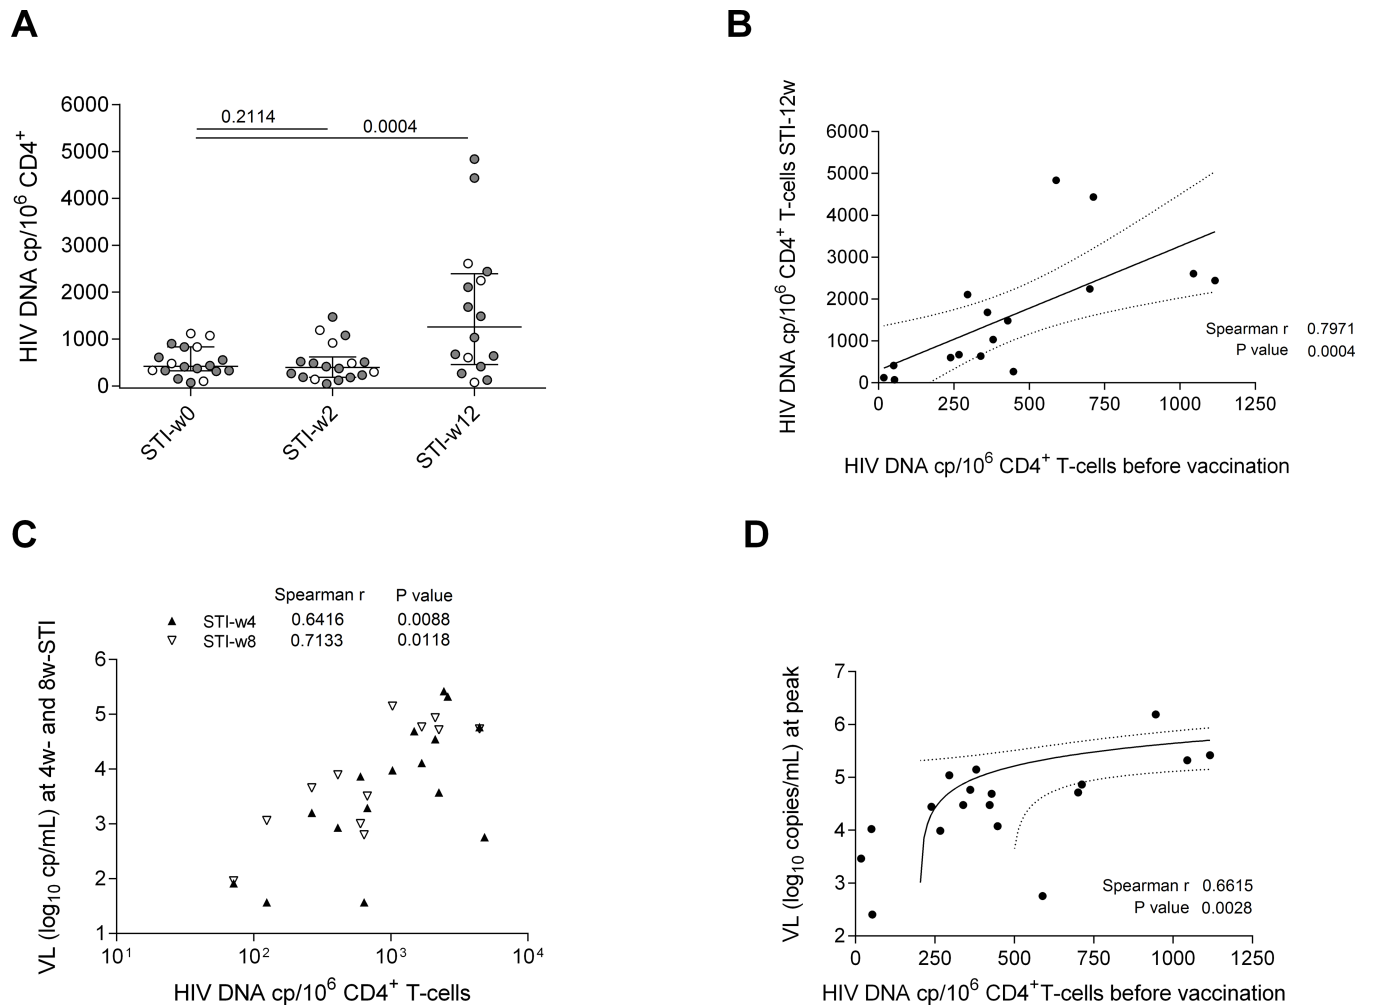 A
HIV DNA cp/10⁶ CD4⁺
6000
5000
4000
3000
2000
1000
0
0.2114
0.0004
STI-w0
STI-w2
STI-w12
B
HIV DNA cp/10⁶ CD4⁺ T-cells STI-12w
6000
5000
4000
3000
2000
1000
0
0 250 500 750 1000 1250
Spearman r 0.7971
P value 0.0004
HIV DNA cp/10⁶ CD4⁺ T-cells before vaccination
C
Spearman r P value
STI-w4 0.6416 0.0088
STI-w8 0.7133 0.0118
VL (log₁₀ cp/mL) at 4w- and 8w-STI
6
5
4
3
2
1
10¹ 10² 10³ 10⁴
HIV DNA cp/10⁶ CD4⁺ T-cells
D
VL (log₁₀ copies/mL) at peak
7
6
5
4
3
2
0 250 500 750 1000 1250
Spearman r 0.6615
P value 0.0028
HIV DNA cp/10⁶ CD4⁺T-cells before vaccination